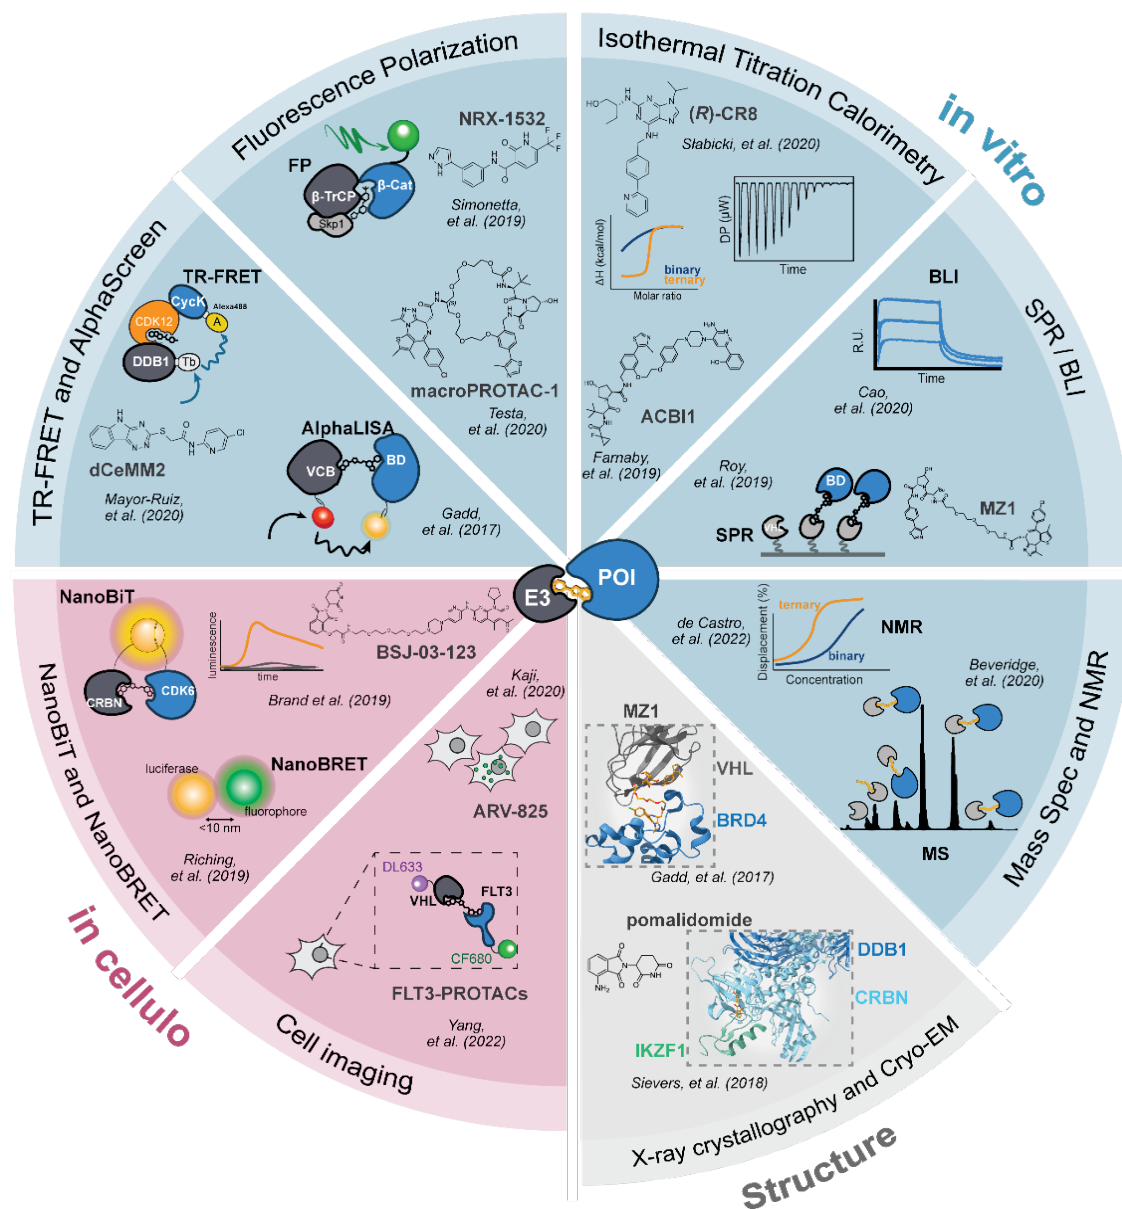 Fluorescence Polarization
NRX-1532
FP
β-TrCP
β-Cat
Skp1
Simonetta,
et al. (2019)
macroPROTAC-1
Testa,
et al. (2020)
Isothermal Titration Calorimetry
in vitro
(R)-CR8
Słabicki, et al. (2020)
ΔH (kcal/mol)
binary
ternary
Molar ratio
DP (μW)
Time
ACBI1
Farnaby,
et al. (2019)
SPR / BLI
BLI
R.U.
Time
Cao,
et al. (2020)
Roy,
et al. (2019)
BD
VHL
SPR
MZ1
TR-FRET and AlphaScreen
TR-FRET
CycK
Alexa488
A
CDK12
DDB1
Tb
dCeMM2
Mayor-Ruiz,
et al. (2020)
AlphaLISA
VCB
BD
Gadd,
et al. (2017)
E3
POI
NanoBiT and NanoBRET
in cellulo
NanoBiT
CRBN
CDK6
luminescence
time
BSJ-03-123
Brand et al. (2019)
NanoBRET
luciferase
fluorophore
<10 nm
Riching,
et al. (2019)
Cell imaging
Kaji,
et al. (2020)
ARV-825
DL633
VHL
FLT3
CF680
FLT3-PROTACs
Yang,
et al. (2022)
Mass Spec and NMR
de Castro,
et al. (2022)
Displacement (%)
ternary
binary
Concentration
NMR
Beveridge,
et al. (2020)
MS
X-ray crystallography and Cryo-EM
Structure
MZ1
VHL
BRD4
Gadd, et al. (2017)
pomalidomide
O
O
N
O
NH
O
NH2
DDB1
CRBN
IKZF1
Sievers, et al. (2018)